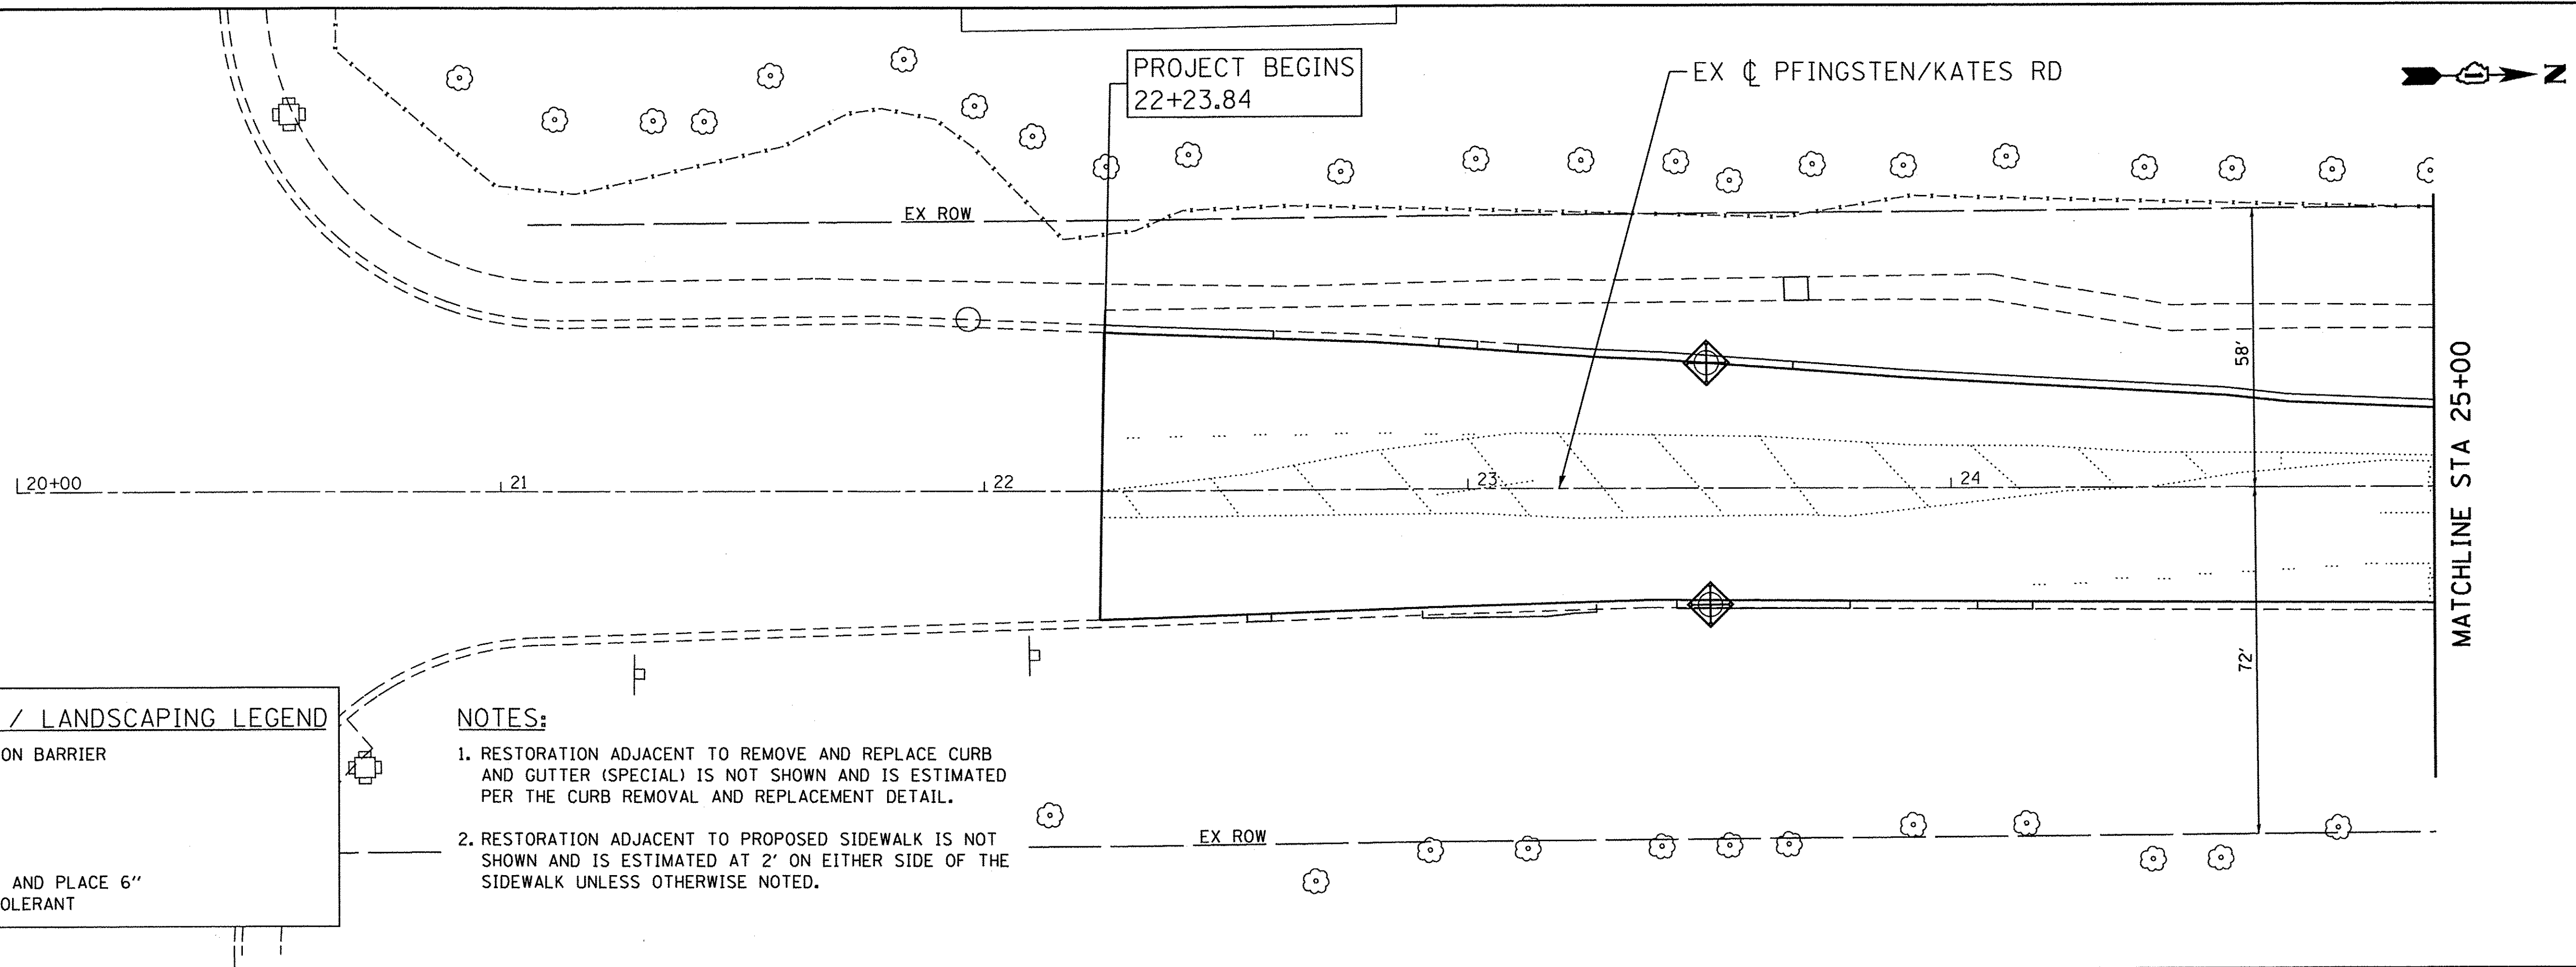 PROJECT BEGINS
22+23.84
EX ℄ PFINGSTEN/KATES RD
N
EX ROW
58'
MATCHLINE STA 25+00
20+00
21
22
23
24
72'
/ LANDSCAPING LEGEND
ON BARRIER
AND PLACE 6"
OLERANT
NOTES:
1. RESTORATION ADJACENT TO REMOVE AND REPLACE CURB
AND GUTTER (SPECIAL) IS NOT SHOWN AND IS ESTIMATED
PER THE CURB REMOVAL AND REPLACEMENT DETAIL.
2. RESTORATION ADJACENT TO PROPOSED SIDEWALK IS NOT
SHOWN AND IS ESTIMATED AT 2' ON EITHER SIDE OF THE
SIDEWALK UNLESS OTHERWISE NOTED.
EX ROW